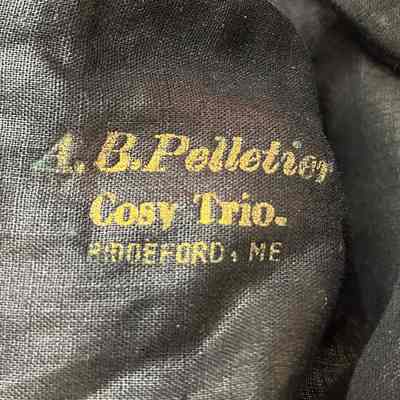 A. B. Pelletier
Cosy Trio.
BIDDEFORD, ME